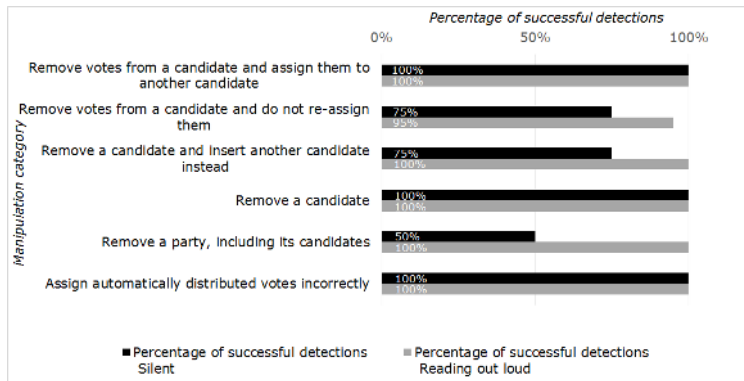 Percentage of successful detections
0% 50% 100%
Manipulation category
Remove votes from a candidate and assign them to
another candidate
100%
100%
Remove votes from a candidate and do not re-assign
them
75%
95%
Remove a candidate and insert another candidate
instead
75%
100%
Remove a candidate
100%
100%
Remove a party, including its candidates
50%
100%
Assign automatically distributed votes incorrectly
100%
100%
Percentage of successful detections
Silent
Percentage of successful detections
Reading out loud